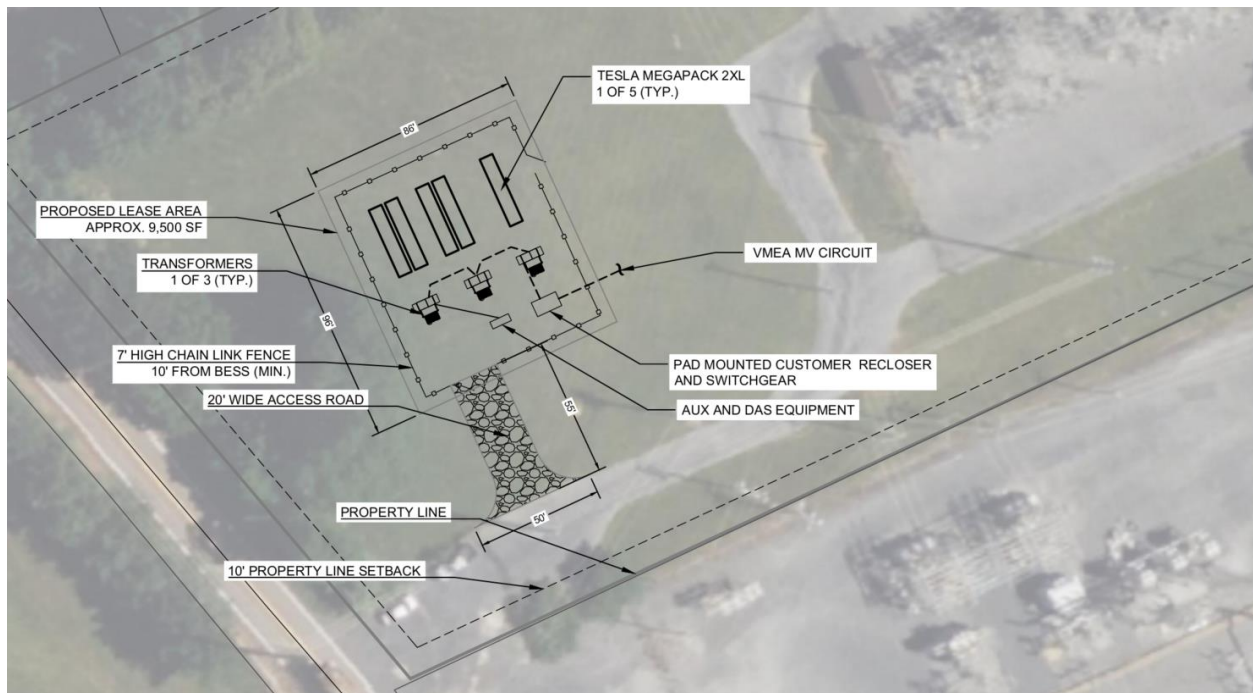 TESLA MEGAPACK 2XL
1 OF 5 (TYP.)
86'
PROPOSED LEASE AREA
APPROX. 9,500 SF
TRANSFORMERS
1 OF 3 (TYP.)
VMEA MV CIRCUIT
96'
7' HIGH CHAIN LINK FENCE
10' FROM BESS (MIN.)
PAD MOUNTED CUSTOMER RECLOSER
AND SWITCHGEAR
20' WIDE ACCESS ROAD
55'
AUX AND DAS EQUIPMENT
PROPERTY LINE
50'
10' PROPERTY LINE SETBACK